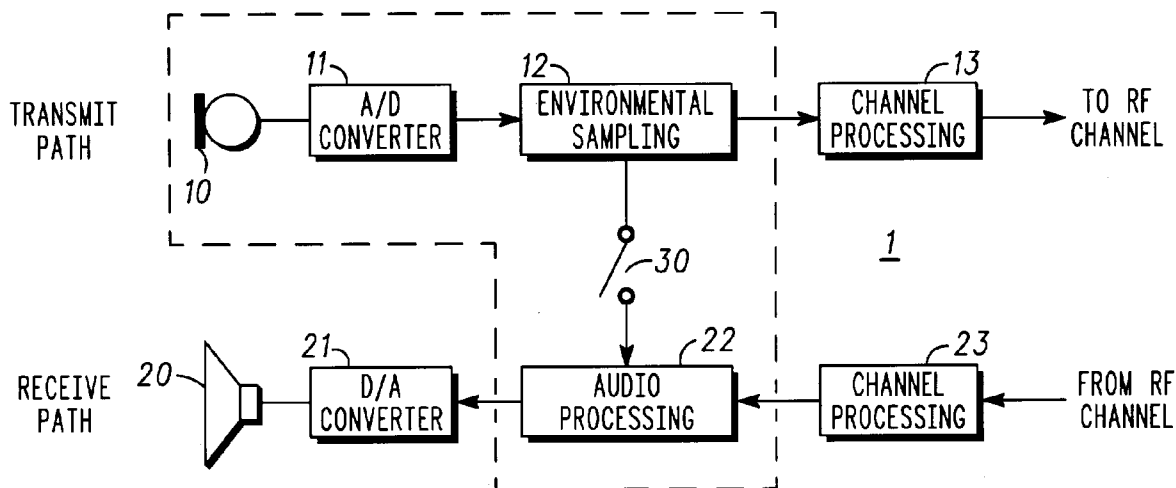 11
12
13
TRANSMIT
PATH
A/D
CONVERTER
ENVIRONMENTAL
SAMPLING
CHANNEL
PROCESSING
TO RF
CHANNEL
10
30
1
20
21
22
23
RECEIVE
PATH
D/A
CONVERTER
AUDIO
PROCESSING
CHANNEL
PROCESSING
FROM RF
CHANNEL